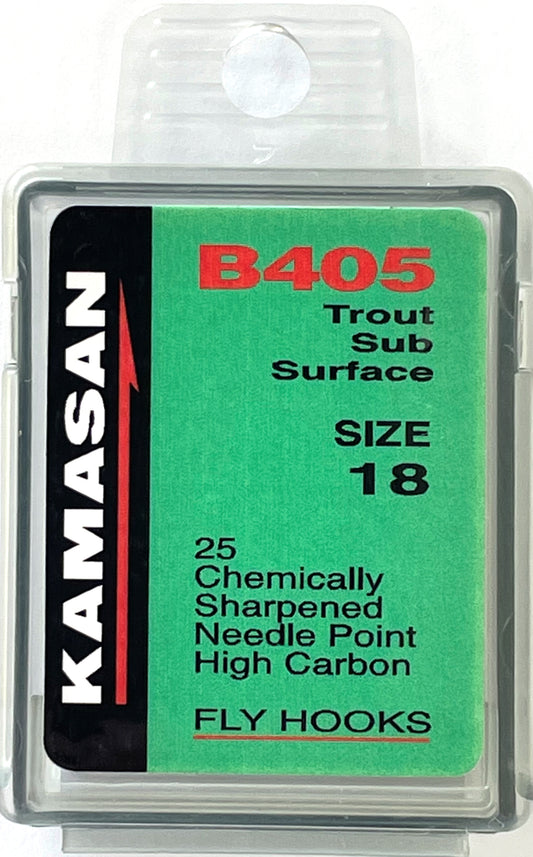 KAMASAN
B405
Trout
Sub
Surface
SIZE
18
25
Chemically
Sharpened
Needle Point
High Carbon
FLY HOOKS